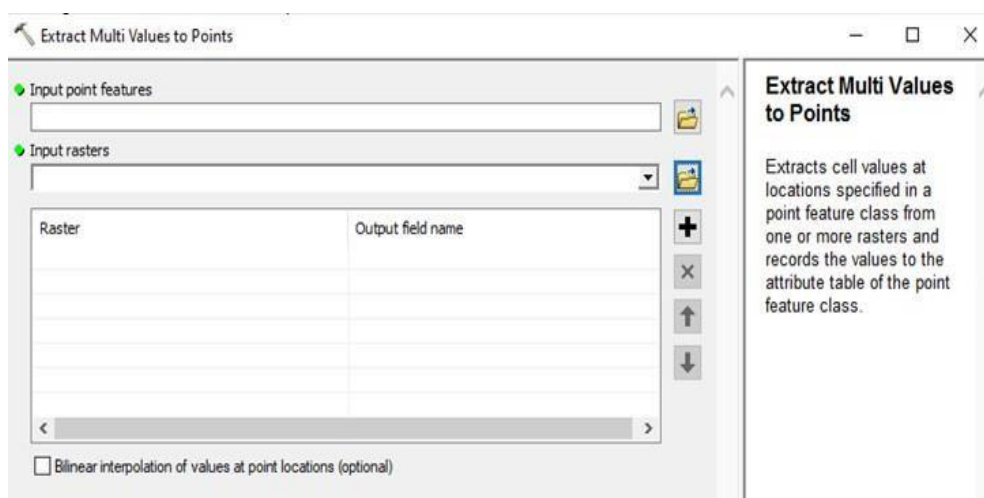 Extract Multi Values to Points
Input point features
Input rasters
Raster
Output field name
Bilinear interpolation of values at point locations (optional)
Extract Multi Values
to Points
Extracts cell values at
locations specified in a
point feature class from
one or more rasters and
records the values to the
attribute table of the point
feature class.